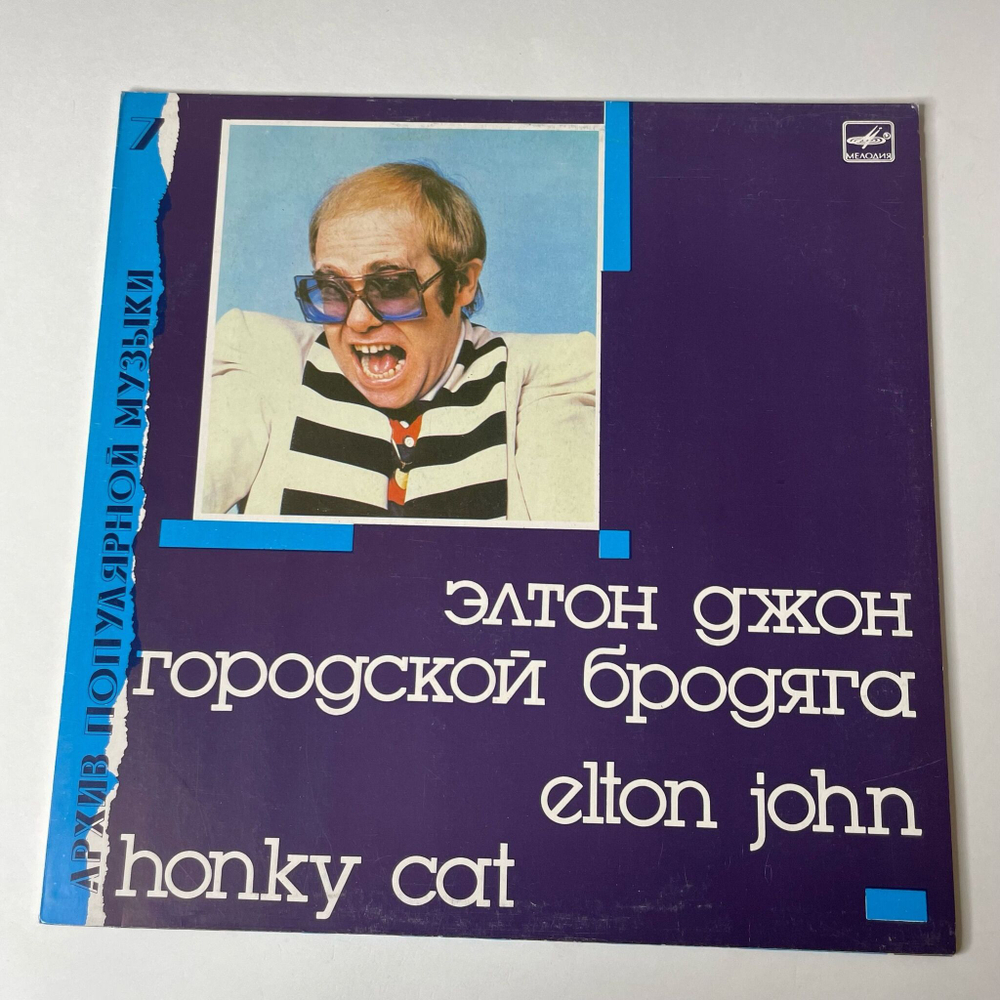 7
АРХИВ ПОПУЛЯРНОЙ МУЗЫКИ
МЕЛОДИЯ
элтон джон
городской бродяга
elton john
honky cat